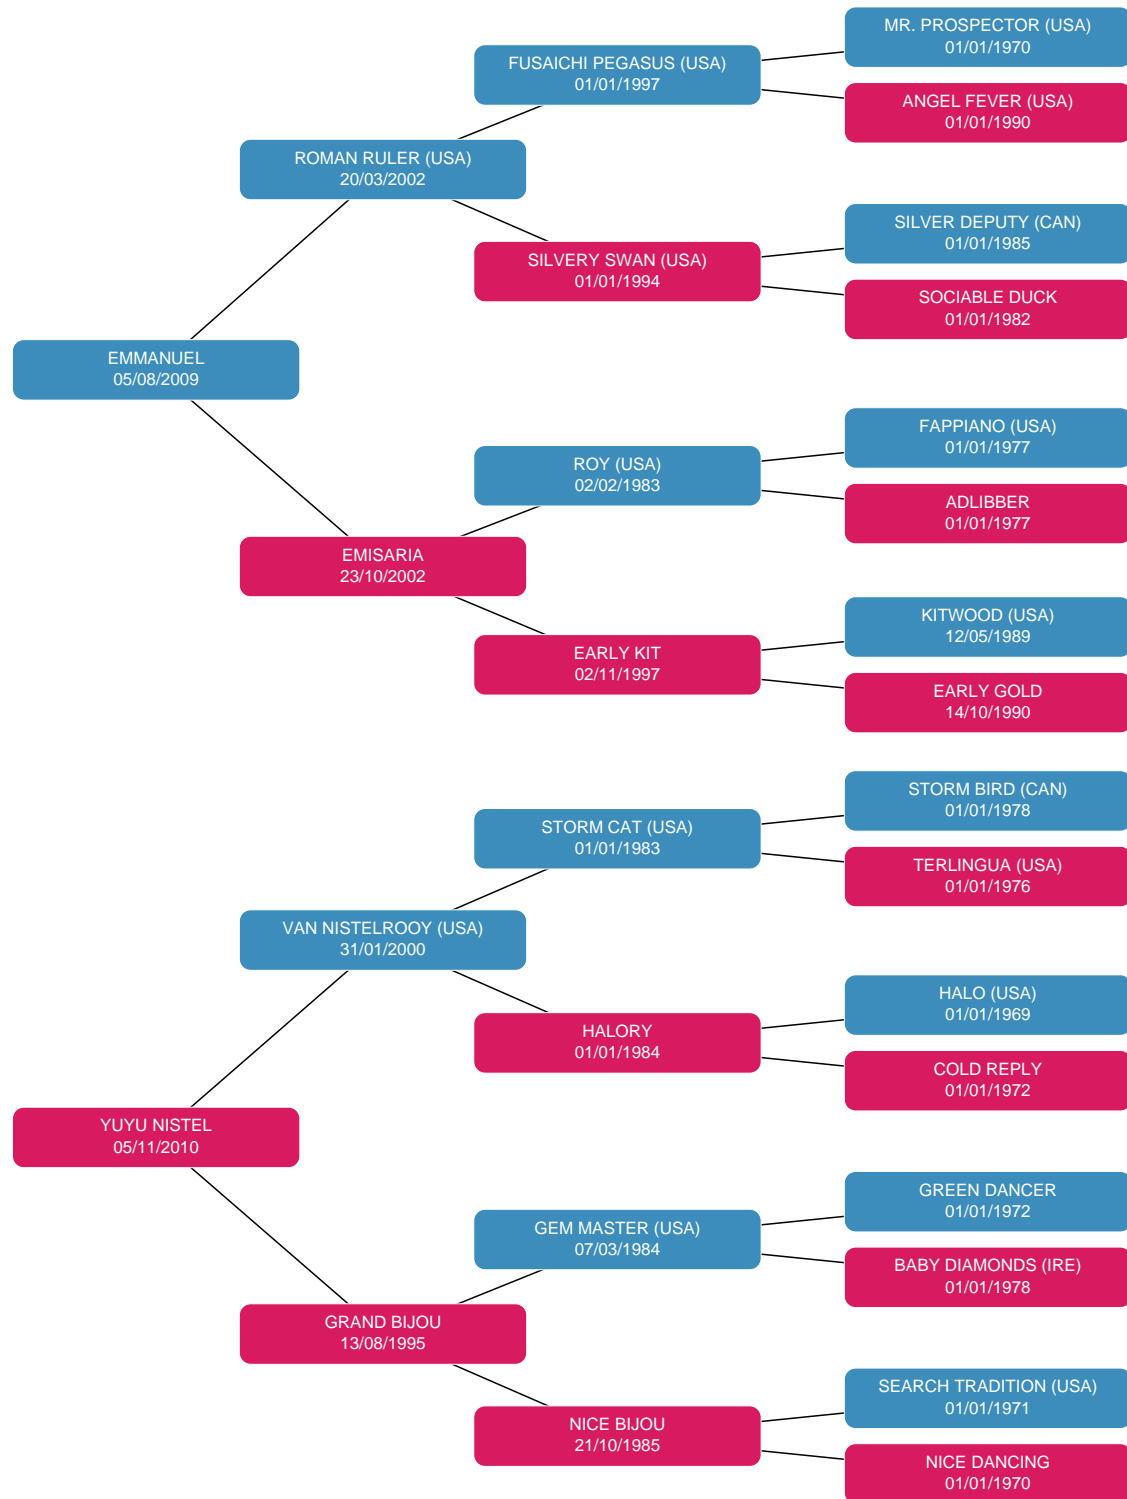 MR. PROSPECTOR (USA)
01/01/1970
FUSAICHI PEGASUS (USA)
01/01/1997
ANGEL FEVER (USA)
01/01/1990
ROMAN RULER (USA)
20/03/2002
SILVER DEPUTY (CAN)
01/01/1985
SILVERY SWAN (USA)
01/01/1994
SOCIABLE DUCK
01/01/1982
EMMANUEL
05/08/2009
FAPPIANO (USA)
01/01/1977
ROY (USA)
02/02/1983
ADLIBBER
01/01/1977
EMISARIA
23/10/2002
KITWOOD (USA)
12/05/1989
EARLY KIT
02/11/1997
EARLY GOLD
14/10/1990
STORM BIRD (CAN)
01/01/1978
STORM CAT (USA)
01/01/1983
TERLINGUA (USA)
01/01/1976
VAN NISTELROOY (USA)
31/01/2000
HALO (USA)
01/01/1969
HALORY
01/01/1984
COLD REPLY
01/01/1972
YUYU NISTEL
05/11/2010
GREEN DANCER
01/01/1972
GEM MASTER (USA)
07/03/1984
BABY DIAMONDS (IRE)
01/01/1978
GRAND BIJOU
13/08/1995
SEARCH TRADITION (USA)
01/01/1971
NICE BIJOU
21/10/1985
NICE DANCING
01/01/1970